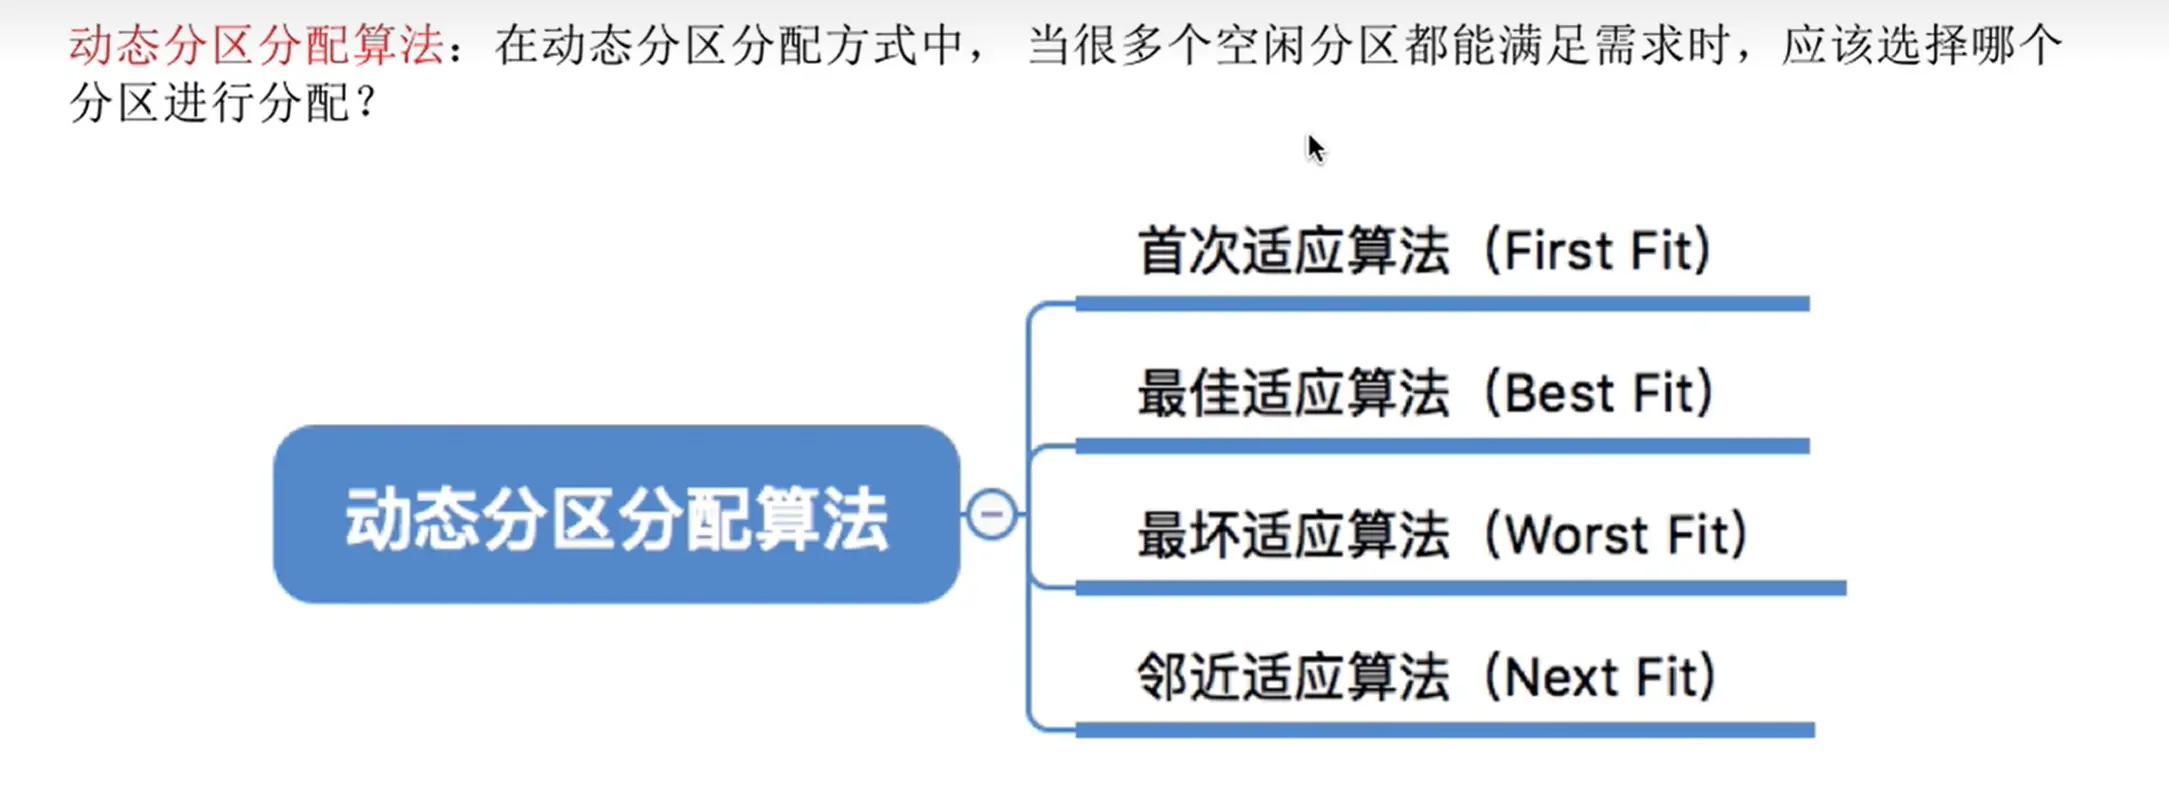 动态分区分配算法：在动态分区分配方式中， 当很多个空闲分区都能满足需求时，应该选择哪个
分区进行分配？
首次适应算法（First Fit）
最佳适应算法（Best Fit）
动态分区分配算法
最坏适应算法（Worst Fit）
邻近适应算法（Next Fit）